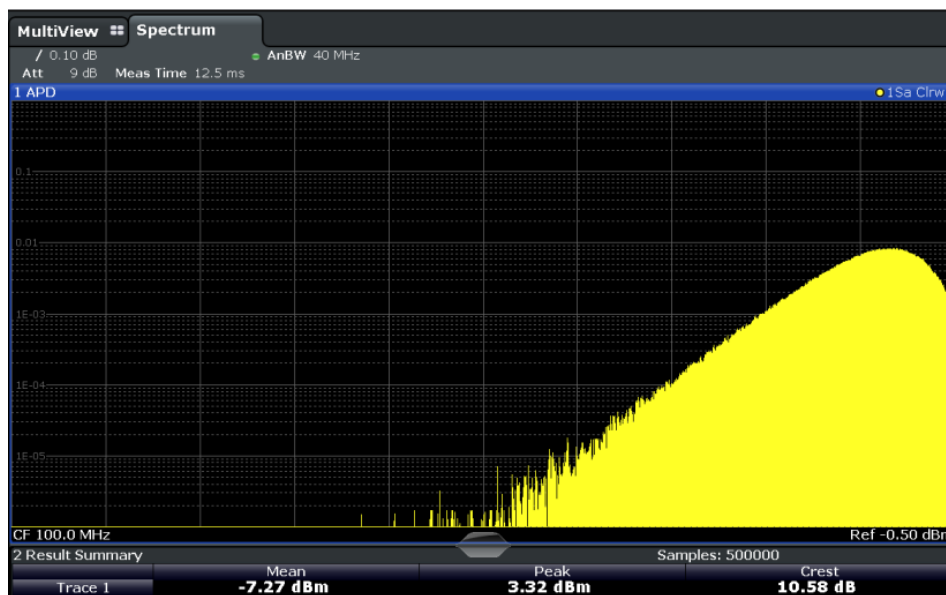 MultiView Spectrum
/ 0.10 dB AnBW 40 MHz
Att 9 dB Meas Time 12.5 ms
1 APD 1Sa Clrw
0.1
0.01
1E-03
1E-04
1E-05
CF 100.0 MHz Ref -0.50 dBm
2 Result Summary Samples: 500000
Mean Peak Crest
Trace 1 -7.27 dBm 3.32 dBm 10.58 dB